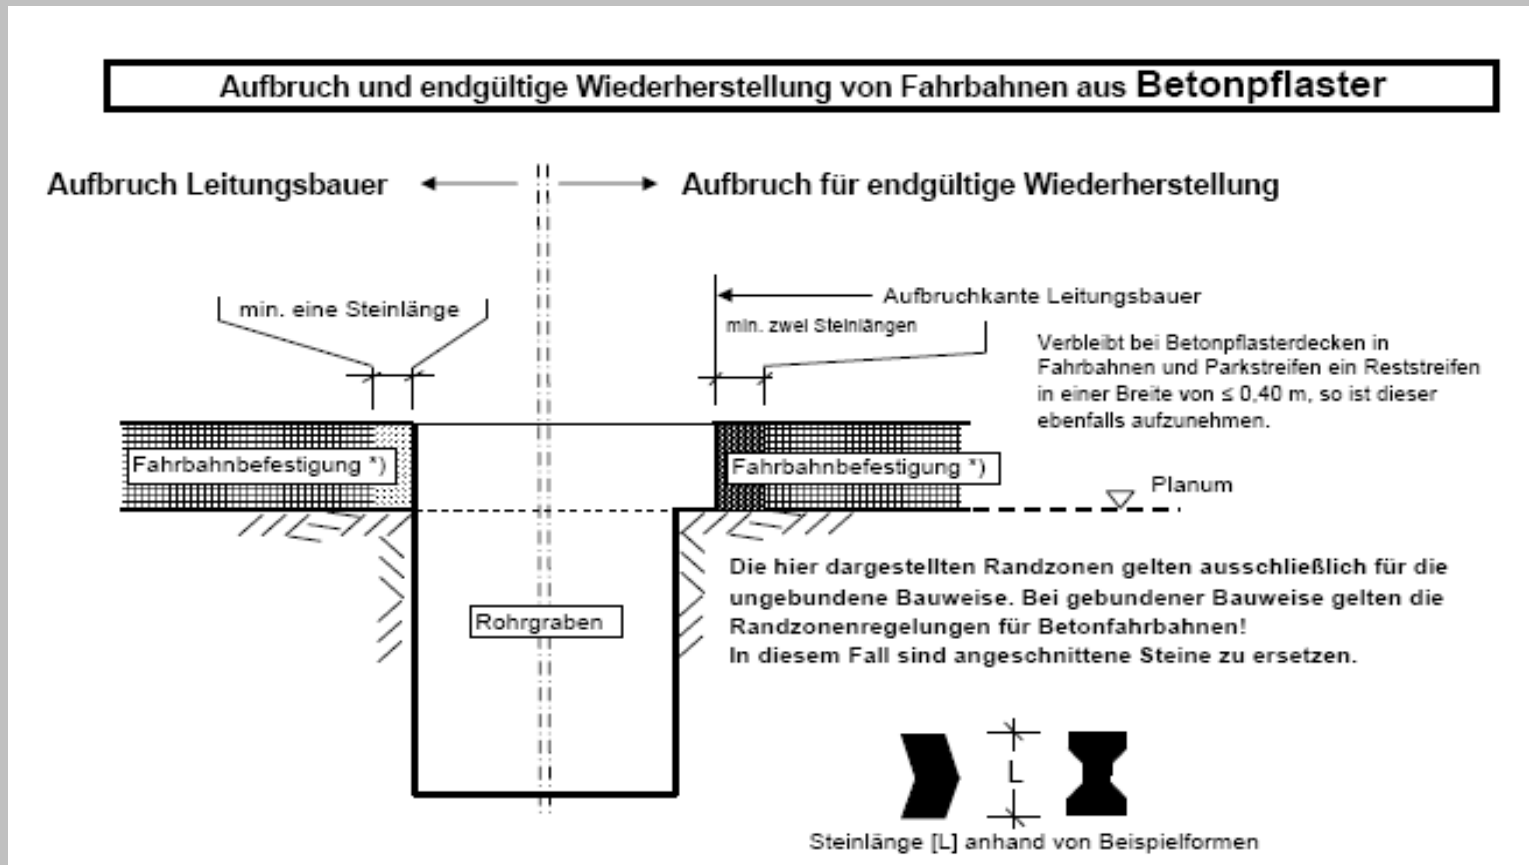 Aufbruch und endgültige Wiederherstellung von Fahrbahnen aus Betonpflaster
Aufbruch Leitungsbauer
Aufbruch für endgültige Wiederherstellung
min. eine Steinlänge
Aufbruchkante Leitungsbauer
min. zwei Steinlängen
Verbleibt bei Betonpflasterdecken in
Fahrbahnen und Parkstreifen ein Reststreifen
in einer Breite von ≤ 0,40 m, so ist dieser
ebenfalls aufzunehmen.
Fahrbahnbefestigung *)
Fahrbahnbefestigung *)
Planum
Die hier dargestellten Randzonen gelten ausschließlich für die
ungebundene Bauweise. Bei gebundener Bauweise gelten die
Randzonenregelungen für Betonfahrbahnen!
In diesem Fall sind angeschnittene Steine zu ersetzen.
Rohrgraben
L
Steinlänge [L] anhand von Beispielformen